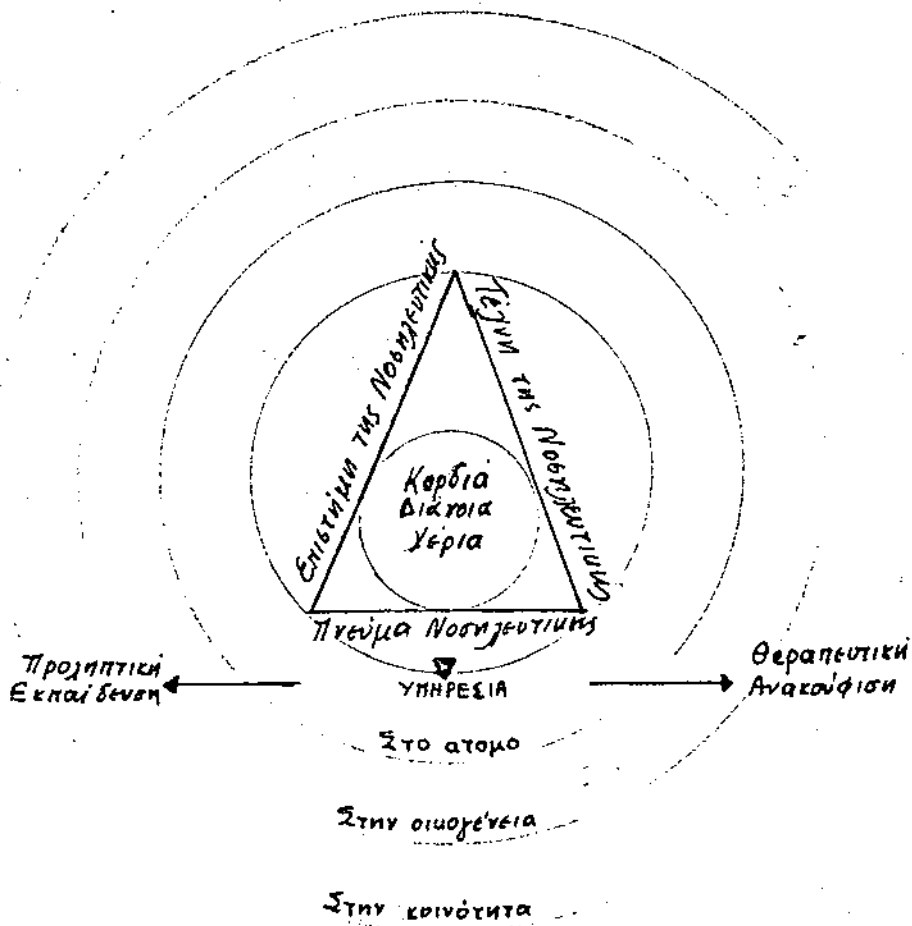 Επιστήμη της Νοσηλευτικής
Τέχνη της Νοσηλευτικής
Καρδιά
Διάνοια
Χέρια
Πνεύμα Νοσηλευτικής
Προληπτική
Εκπαίδευση
ΥΠΗΡΕΣΙΑ
Θεραπευτική
Ανακούφιση
Στο ατομο
Στην οικογένεια
Στην κοινότητα